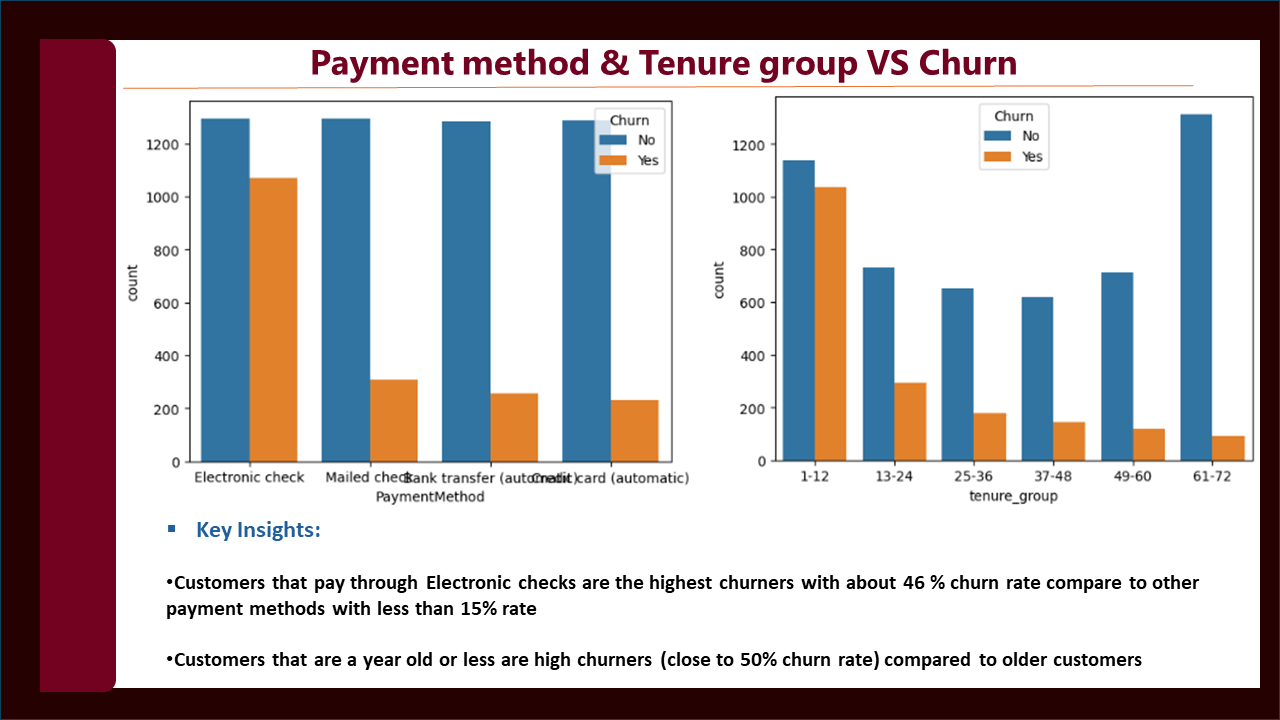 Payment method & Tenure group VS Churn
Churn
No
Yes
1200
1000
800
600
400
200
0
count
Electronic check
Mailed check
Bank transfer (automatic)
Credit card (automatic)
PaymentMethod
Churn
No
Yes
1200
1000
800
600
400
200
0
count
1-12
13-24
25-36
37-48
49-60
61-72
tenure_group
▪ Key Insights:
•Customers that pay through Electronic checks are the highest churners with about 46 % churn rate compare to other
payment methods with less than 15% rate
•Customers that are a year old or less are high churners (close to 50% churn rate) compared to older customers